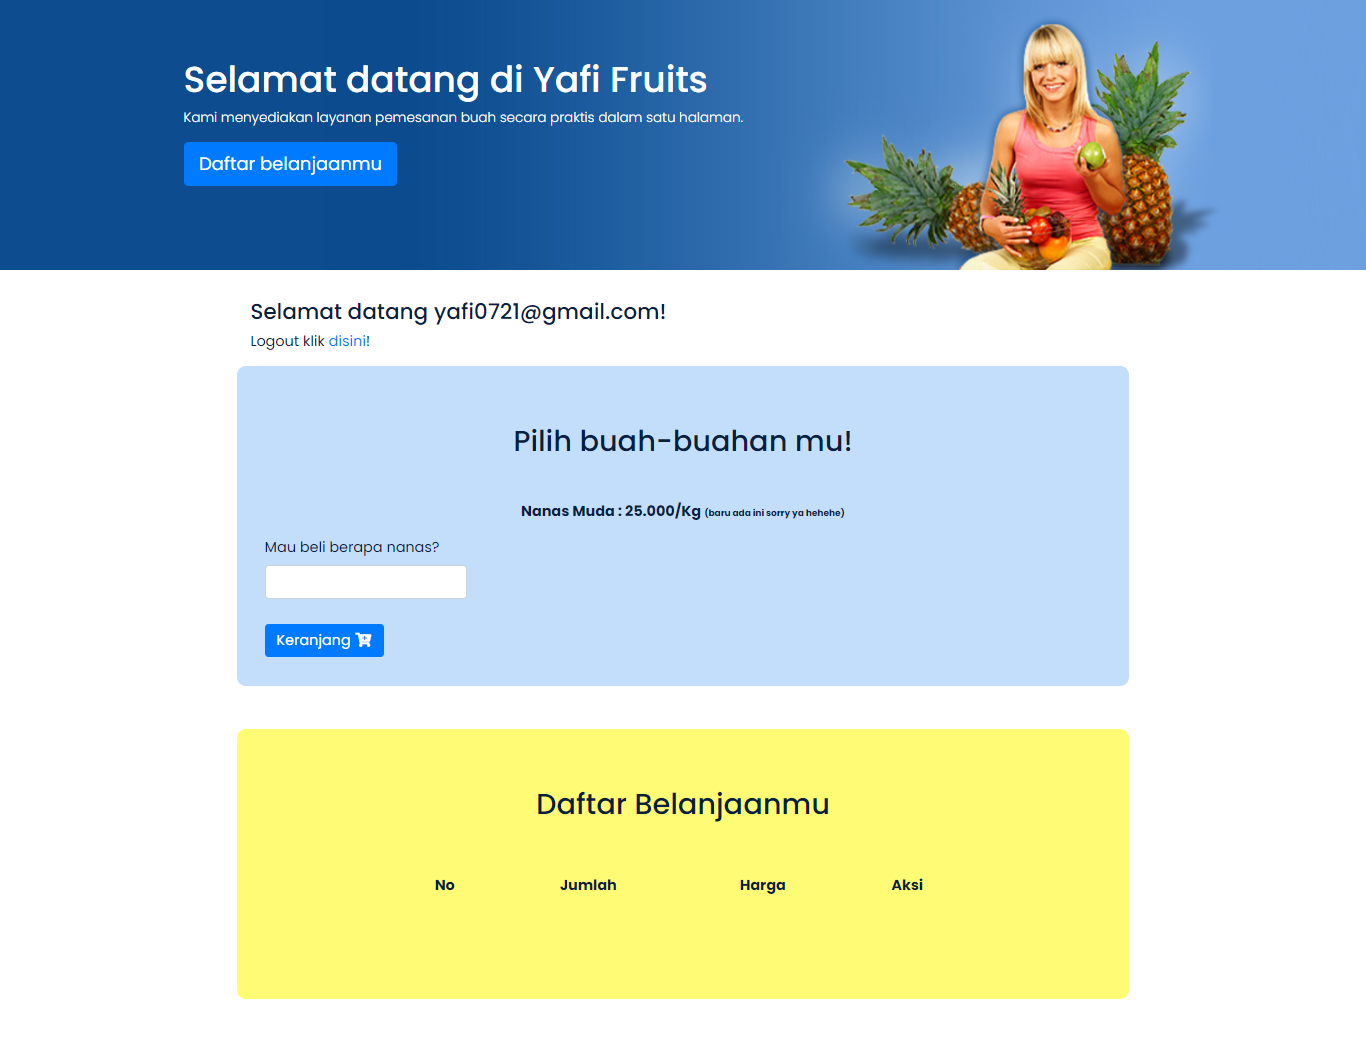 Selamat datang di Yafi Fruits
Kami menyediakan layanan pemesanan buah secara praktis dalam satu halaman.
Daftar belanjaanmu
Selamat datang yafi0721@gmail.com!
Logout klik disini!
Pilih buah-buahan mu!
Nanas Muda : 25.000/Kg (baru ada ini sorry ya hehehe)
Mau beli berapa nanas?
Keranjang
Daftar Belanjaanmu
No Jumlah Harga Aksi